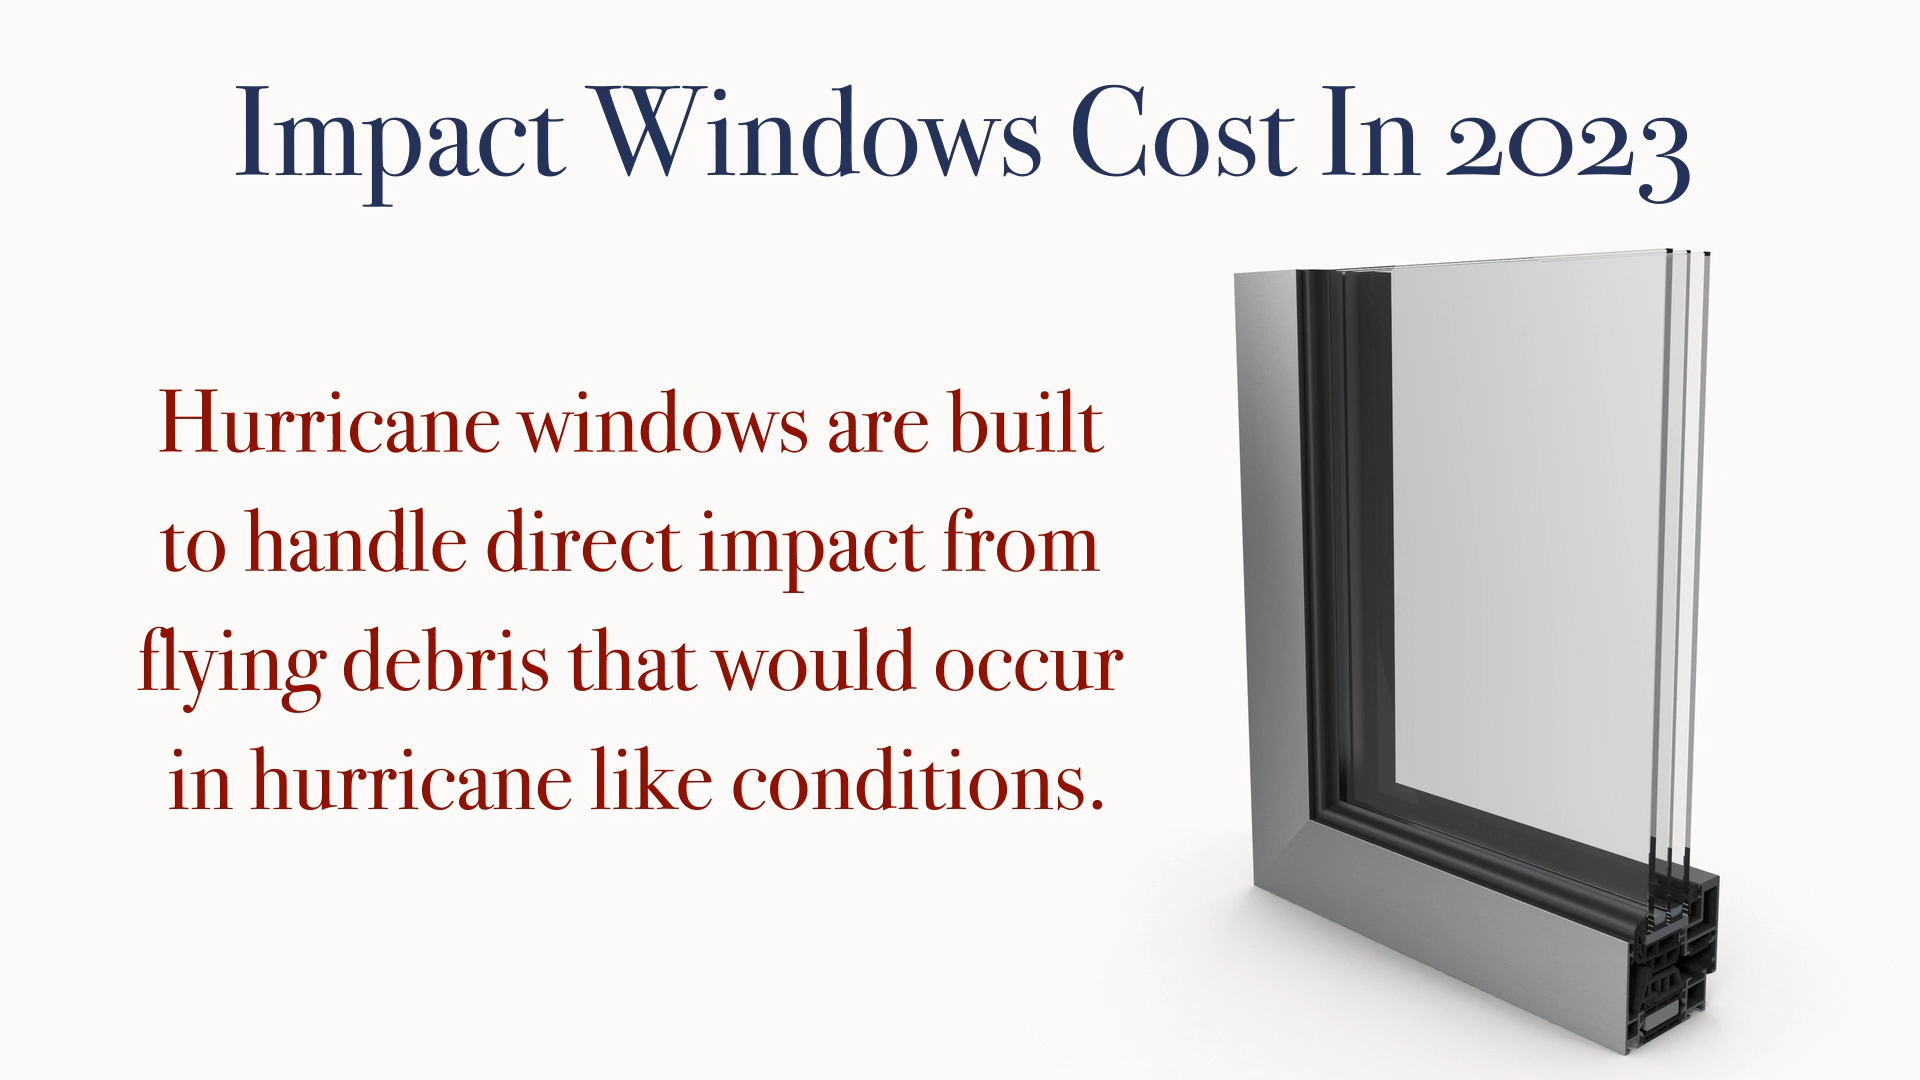 Impact Windows Cost In 2023
Hurricane windows are built
to handle direct impact from
flying debris that would occur
in hurricane like conditions.